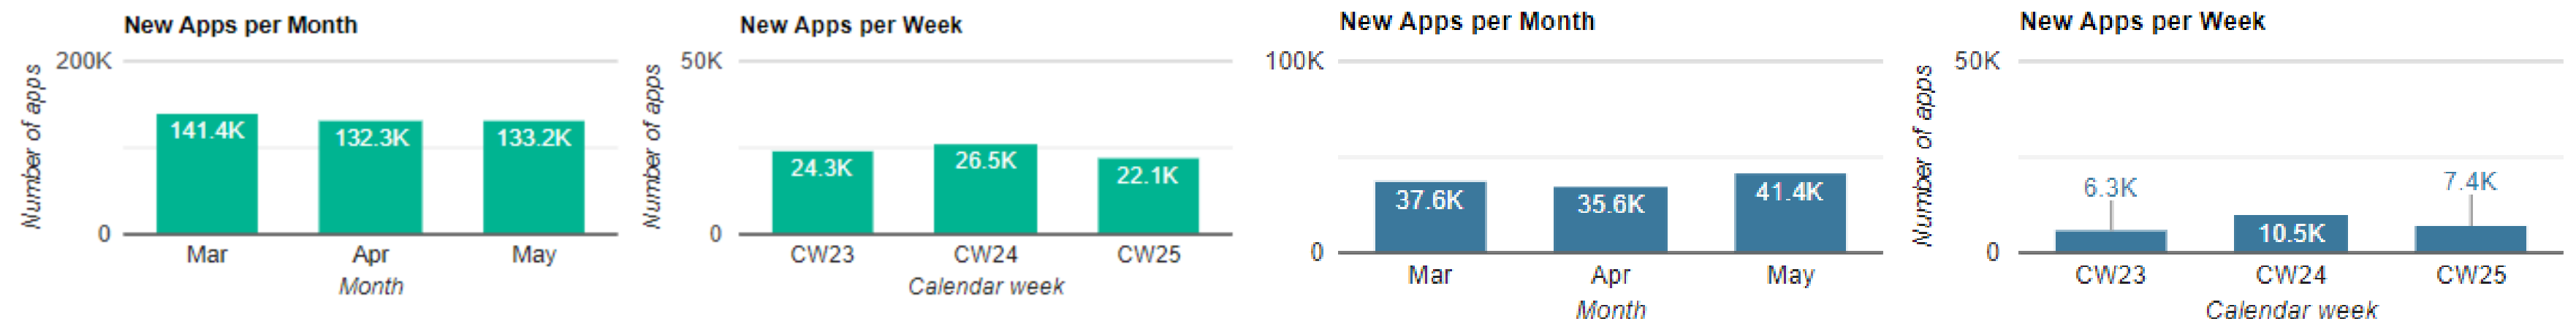 New Apps per Month
Number of apps
200K
0
141.4K
132.3K
133.2K
Mar
Apr
May
Month
New Apps per Week
Number of apps
50K
0
24.3K
26.5K
22.1K
CW23
CW24
CW25
Calendar week
New Apps per Month
100K
0
37.6K
35.6K
41.4K
Mar
Apr
May
Month
New Apps per Week
Number of apps
50K
0
6.3K
10.5K
7.4K
CW23
CW24
CW25
Calendar week